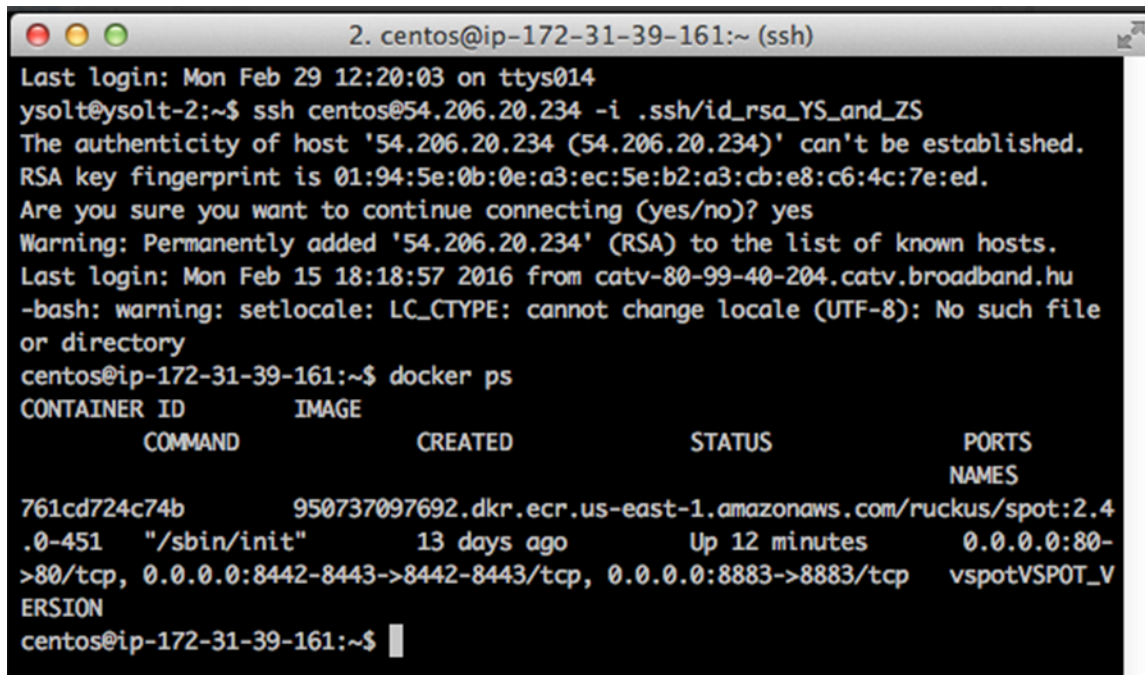 2. centos@ip-172-31-39-161:~ (ssh)
Last login: Mon Feb 29 12:20:03 on ttys014
ysolt@ysolt-2:~$ ssh centos@54.206.20.234 -i .ssh/id_rsa_YS_and_ZS
The authenticity of host '54.206.20.234 (54.206.20.234)' can't be established.
RSA key fingerprint is 01:94:5e:0b:0e:a3:ec:5e:b2:a3:cb:e8:c6:4c:7e:ed.
Are you sure you want to continue connecting (yes/no)? yes
Warning: Permanently added '54.206.20.234' (RSA) to the list of known hosts.
Last login: Mon Feb 15 18:18:57 2016 from catv-80-99-40-204.catv.broadband.hu
-bash: warning: setlocale: LC_CTYPE: cannot change locale (UTF-8): No such file
or directory
centos@ip-172-31-39-161:~$ docker ps
CONTAINER ID        IMAGE
         COMMAND             CREATED             STATUS              PORTS
                                                                     NAMES
761cd724c74b        950737097692.dkr.ecr.us-east-1.amazonaws.com/ruckus/spot:2.4
.0-451   "/sbin/init"        13 days ago         Up 12 minutes       0.0.0.0:80-
>80/tcp, 0.0.0.0:8442-8443->8442-8443/tcp, 0.0.0.0:8883->8883/tcp   vspotVSPOT_V
ERSION
centos@ip-172-31-39-161:~$